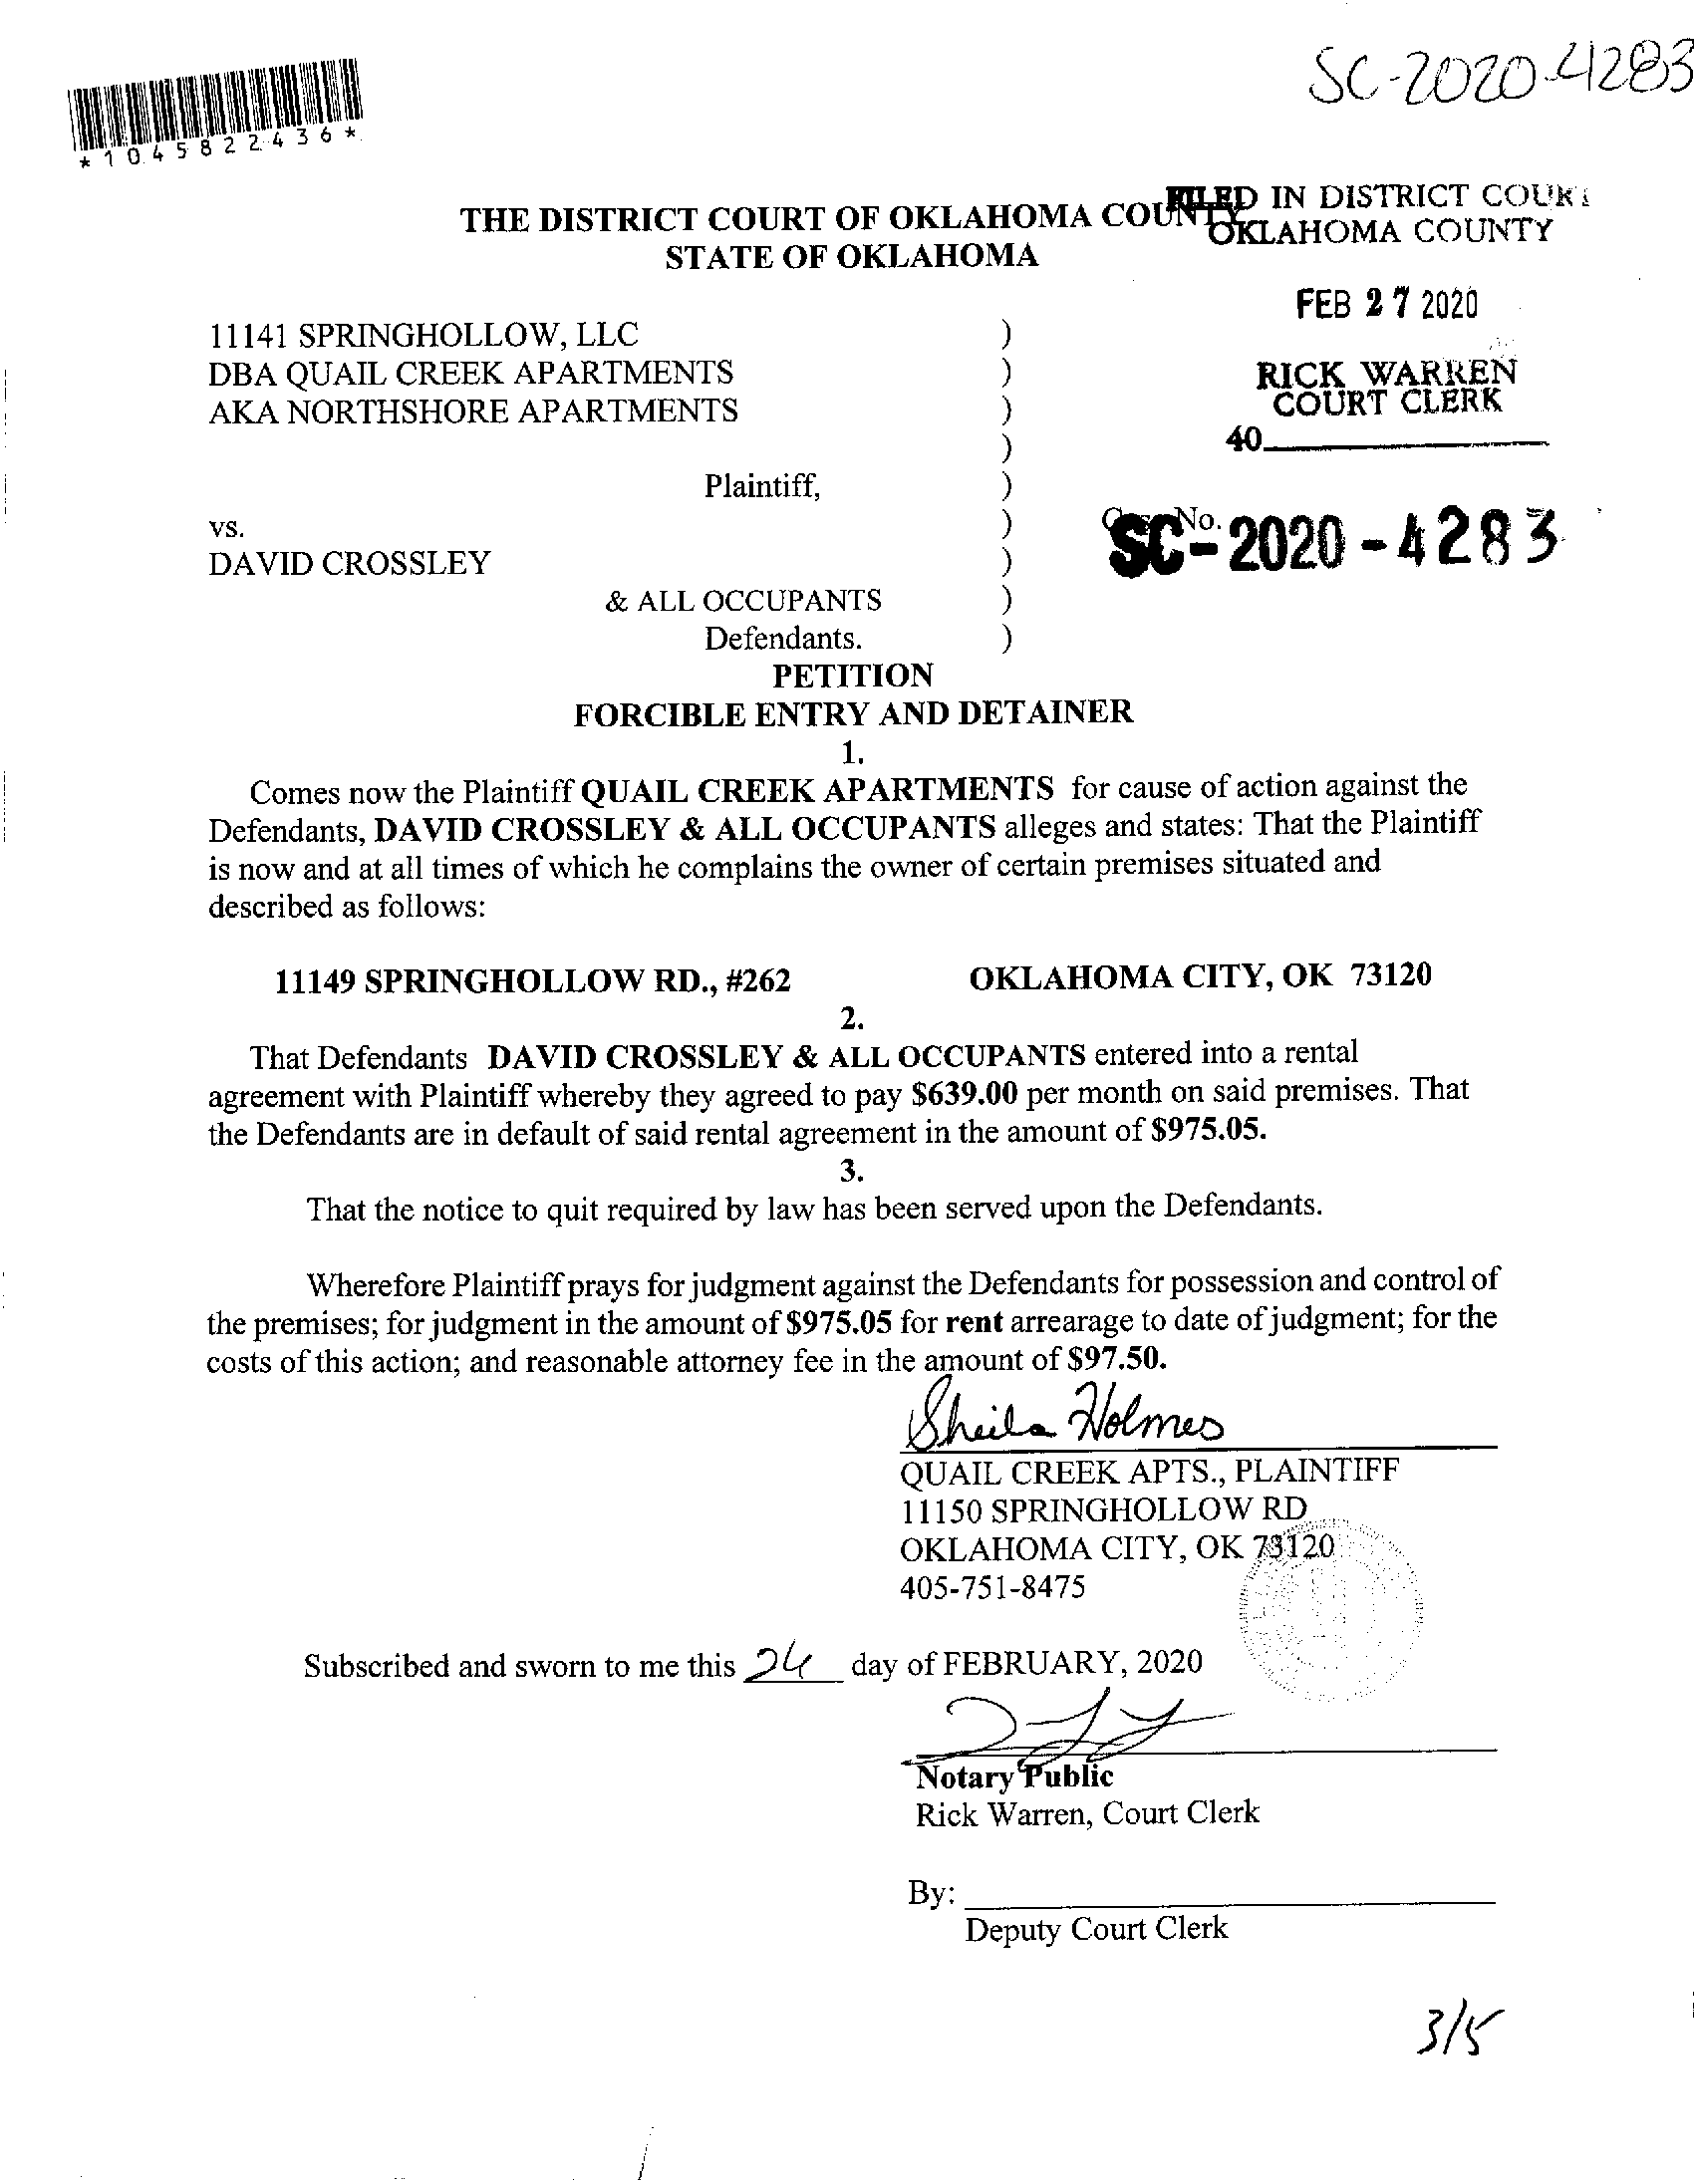 SC-2020-4283
*1045822436*
THE DISTRICT COURT OF OKLAHOMA COUNTY
STATE OF OKLAHOMA
FILED IN DISTRICT COURT
OKLAHOMA COUNTY
FEB 27 2020
RICK WARREN
COURT CLERK
40
11141 SPRINGHOLLOW, LLC )
DBA QUAIL CREEK APARTMENTS )
AKA NORTHSHORE APARTMENTS )
)
Plaintiff, )
vs. )
DAVID CROSSLEY )
& ALL OCCUPANTS )
Defendants. )
Case No.
SC-2020-4283
PETITION
FORCIBLE ENTRY AND DETAINER
1.
Comes now the Plaintiff QUAIL CREEK APARTMENTS for cause of action against the
Defendants, DAVID CROSSLEY & ALL OCCUPANTS alleges and states: That the Plaintiff
is now and at all times of which he complains the owner of certain premises situated and
described as follows:
11149 SPRINGHOLLOW RD., #262 OKLAHOMA CITY, OK 73120
2.
That Defendants DAVID CROSSLEY & ALL OCCUPANTS entered into a rental
agreement with Plaintiff whereby they agreed to pay $639.00 per month on said premises. That
the Defendants are in default of said rental agreement in the amount of $975.05.
3.
That the notice to quit required by law has been served upon the Defendants.
Wherefore Plaintiff prays for judgment against the Defendants for possession and control of
the premises; for judgment in the amount of $975.05 for rent arrearage to date of judgment; for the
costs of this action; and reasonable attorney fee in the amount of $97.50.
Sheila Holmes
QUAIL CREEK APTS., PLAINTIFF
11150 SPRINGHOLLOW RD
OKLAHOMA CITY, OK 73120
405-751-8475
Subscribed and sworn to me this 24 day of FEBRUARY, 2020
Notary Public
Rick Warren, Court Clerk
By:
Deputy Court Clerk
3/5